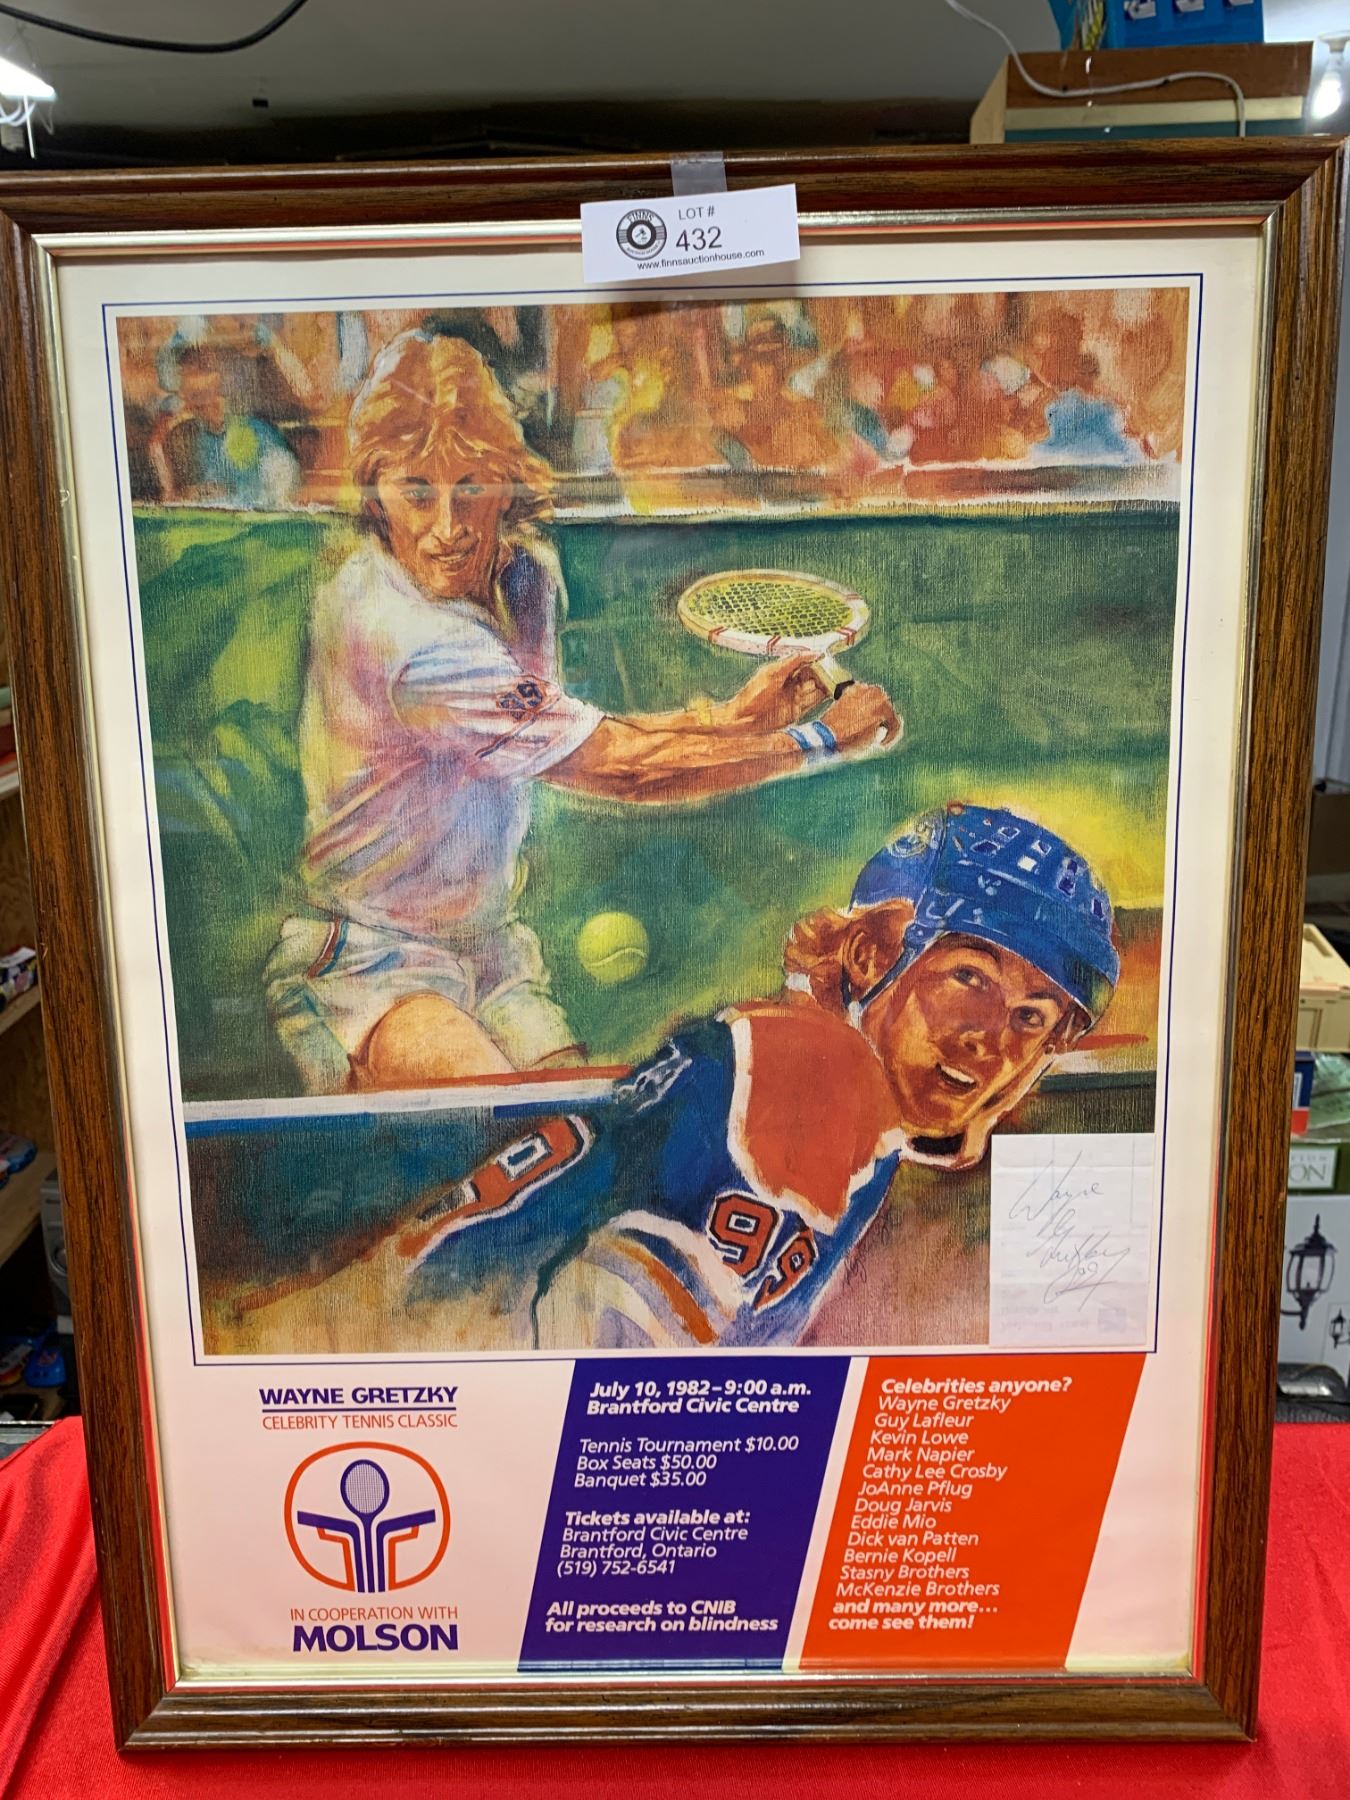 LOT #
FINNS
432
www.finnsauctionhouse.com
99
9
99
Wayne
99
WAYNE GRETZKY
CELEBRITY TENNIS CLASSIC
IN COOPERATION WITH
MOLSON
July 10, 1982-9:00 a.m.
Brantford Civic Centre
Tennis Tournament $10.00
Box Seats $50.00
Banquet $35.00
Tickets available at:
Brantford Civic Centre
Brantford, Ontario
(519) 752-6541
All proceeds to CNIB
for research on blindness
Celebrities anyone?
Wayne Gretzky
Guy Lafleur
Kevin Lowe
Mark Napier
Cathy Lee Crosby
JoAnne Pflug
Doug Jarvis
Eddie Mio
Dick van Patten
Bernie Kopell
Stasny Brothers
McKenzie Brothers
and many more...
come see them!